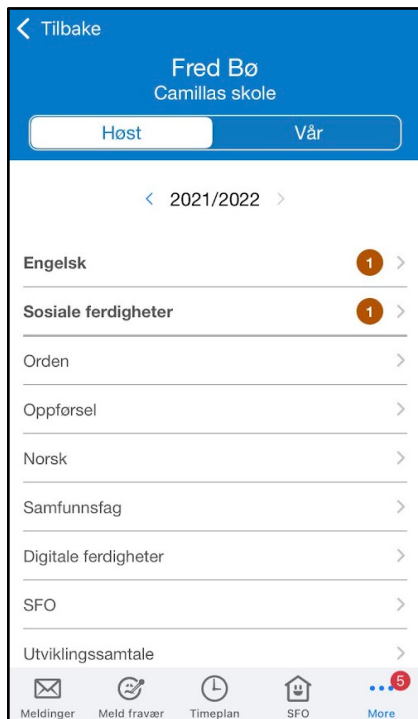 Tilbake
Fred Bø
Camillas skole
Høst Vår
2021/2022
Engelsk 1
Sosiale ferdigheter 1
Orden
Oppførsel
Norsk
Samfunnsfag
Digitale ferdigheter
SFO
Utviklingssamtale
5
Meldinger Meld fravær Timeplan SFO More